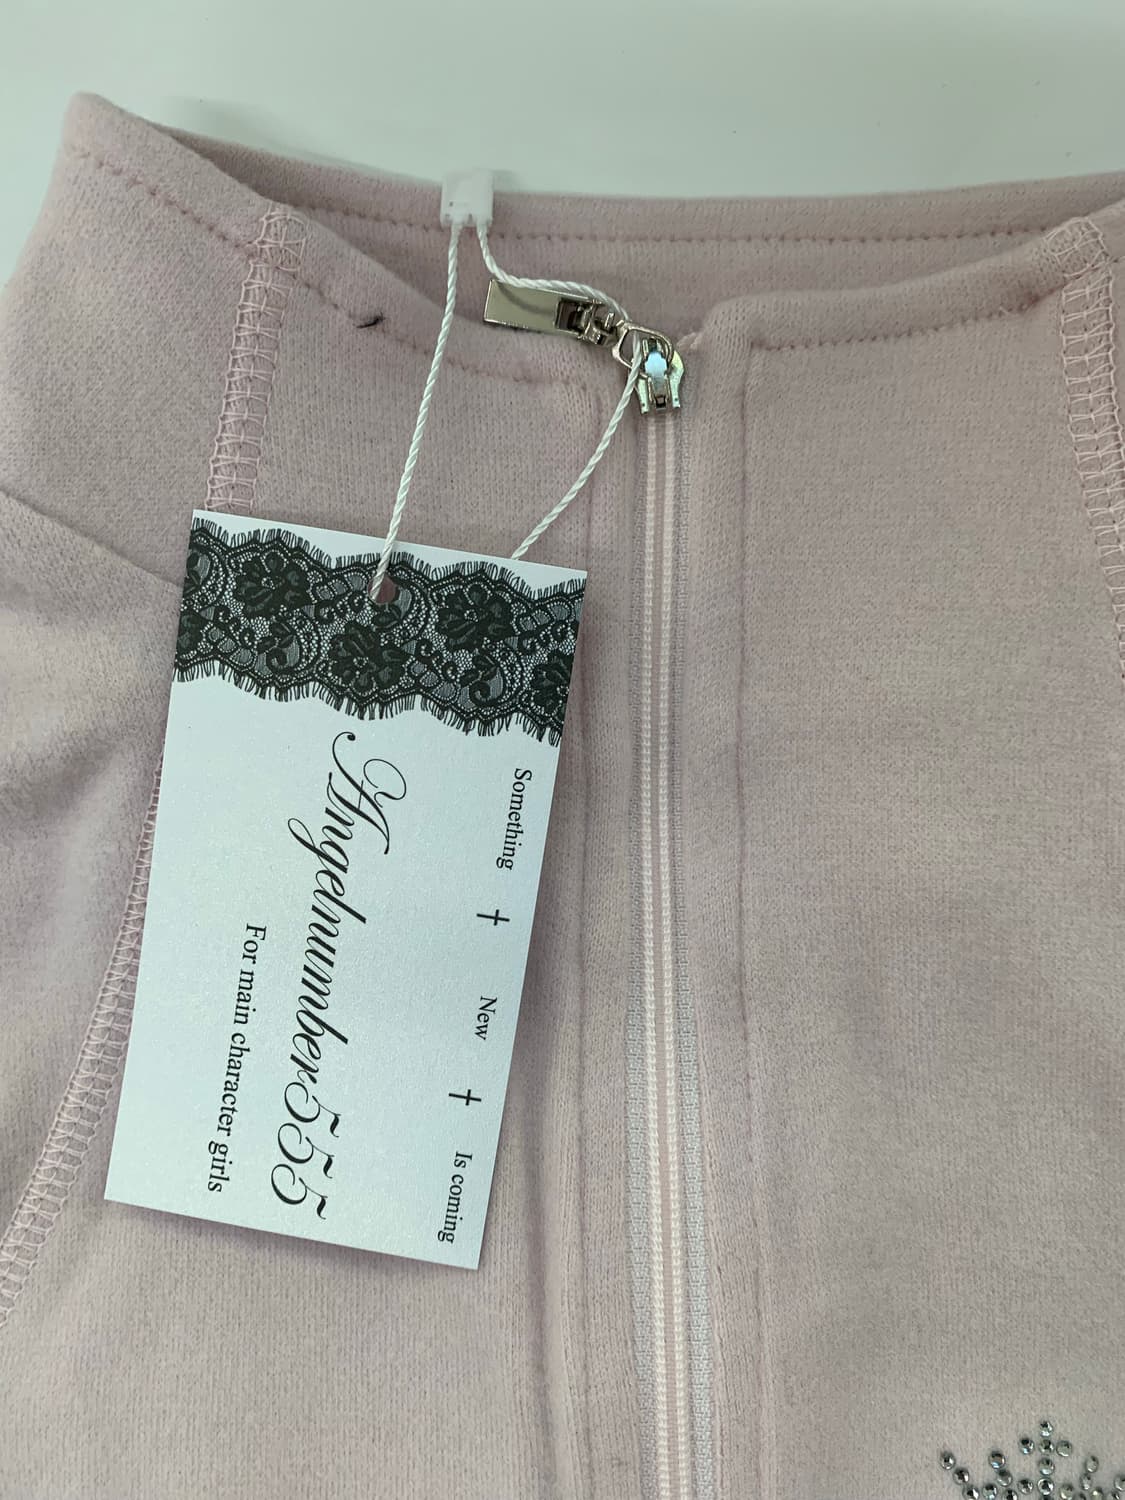 Something † New † Is coming
Angelnumber555
For main character girls